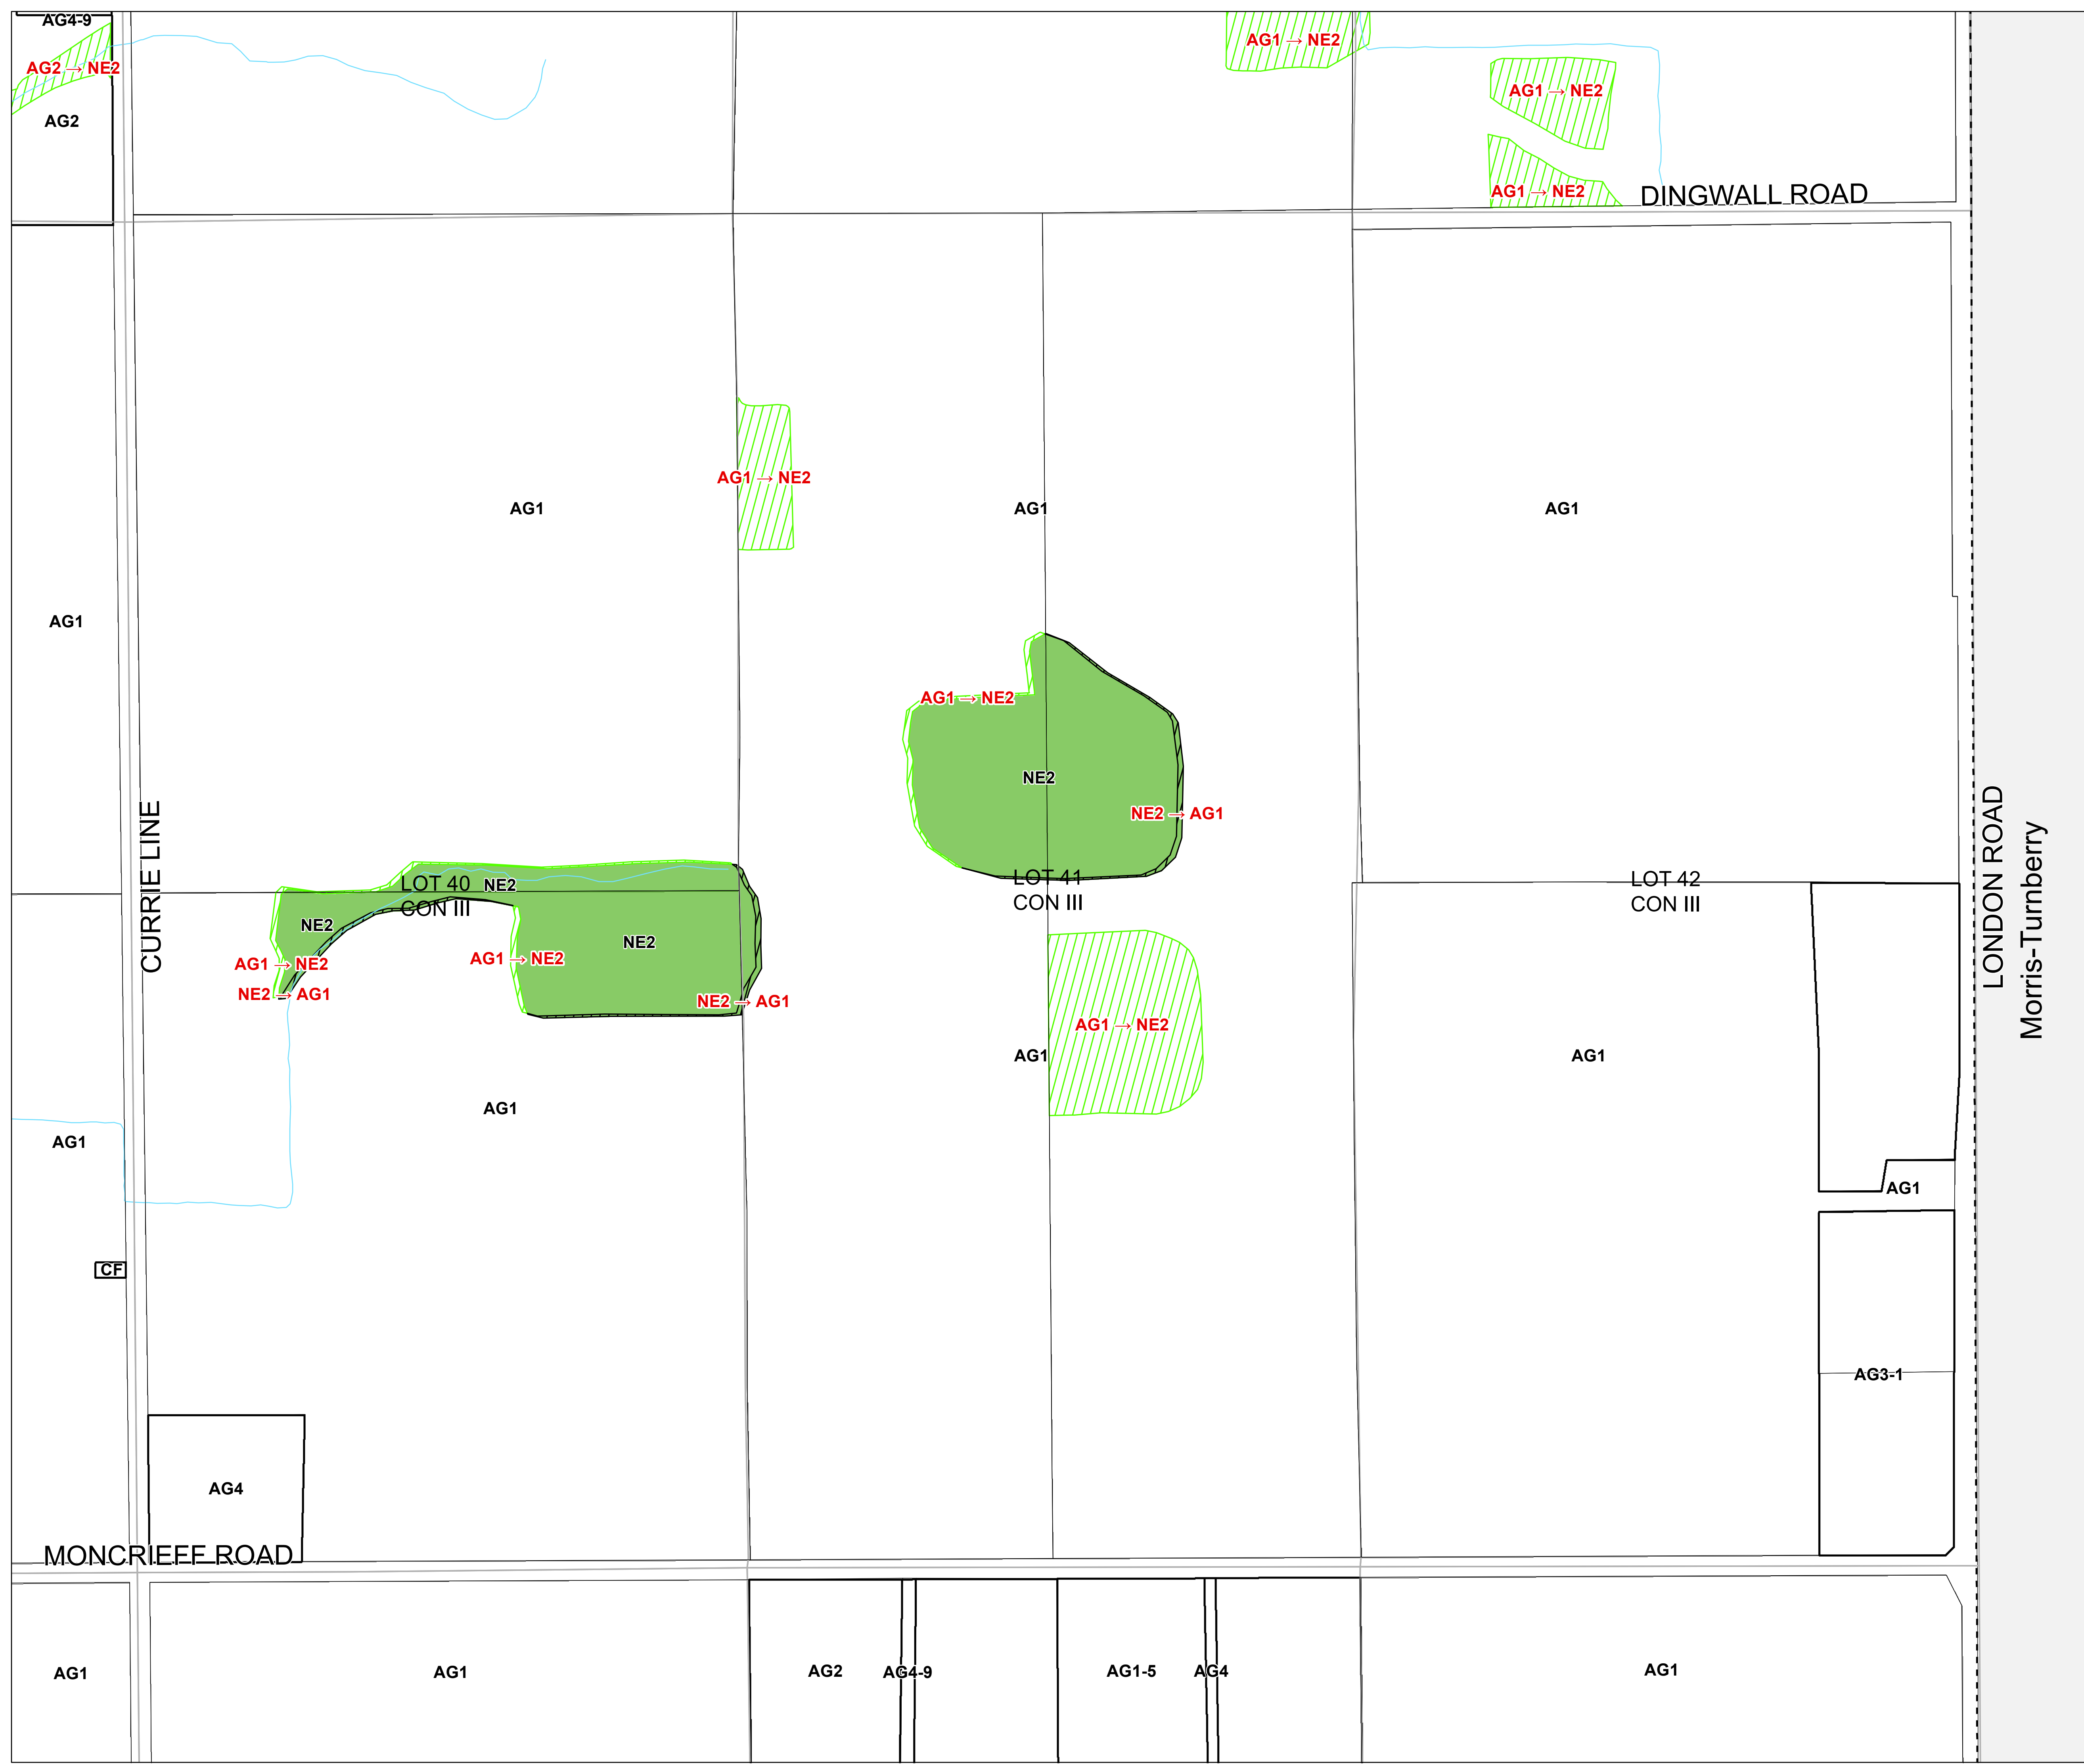 AG4-9
AG1 → NE2
AG2 → NE2
AG1 → NE2
AG2
AG1 → NE2
DINGWALL ROAD
AG1 → NE2
AG1
AG1
AG1
AG1
AG1 → NE2
NE2
NE2 → AG1
CURRIE LINE
LONDON ROAD
Morris-Turnberry
LOT 40
CON III
NE2
LOT 41
CON III
LOT 42
CON III
NE2
NE2
AG1 → NE2
AG1 → NE2
NE2 → AG1
NE2 → AG1
AG1 → NE2
AG1
AG1
AG1
AG1
AG1
CF
AG3-1
AG4
MONCRIEFF ROAD
AG1
AG1
AG2
AG4-9
AG1-5
AG4
AG1